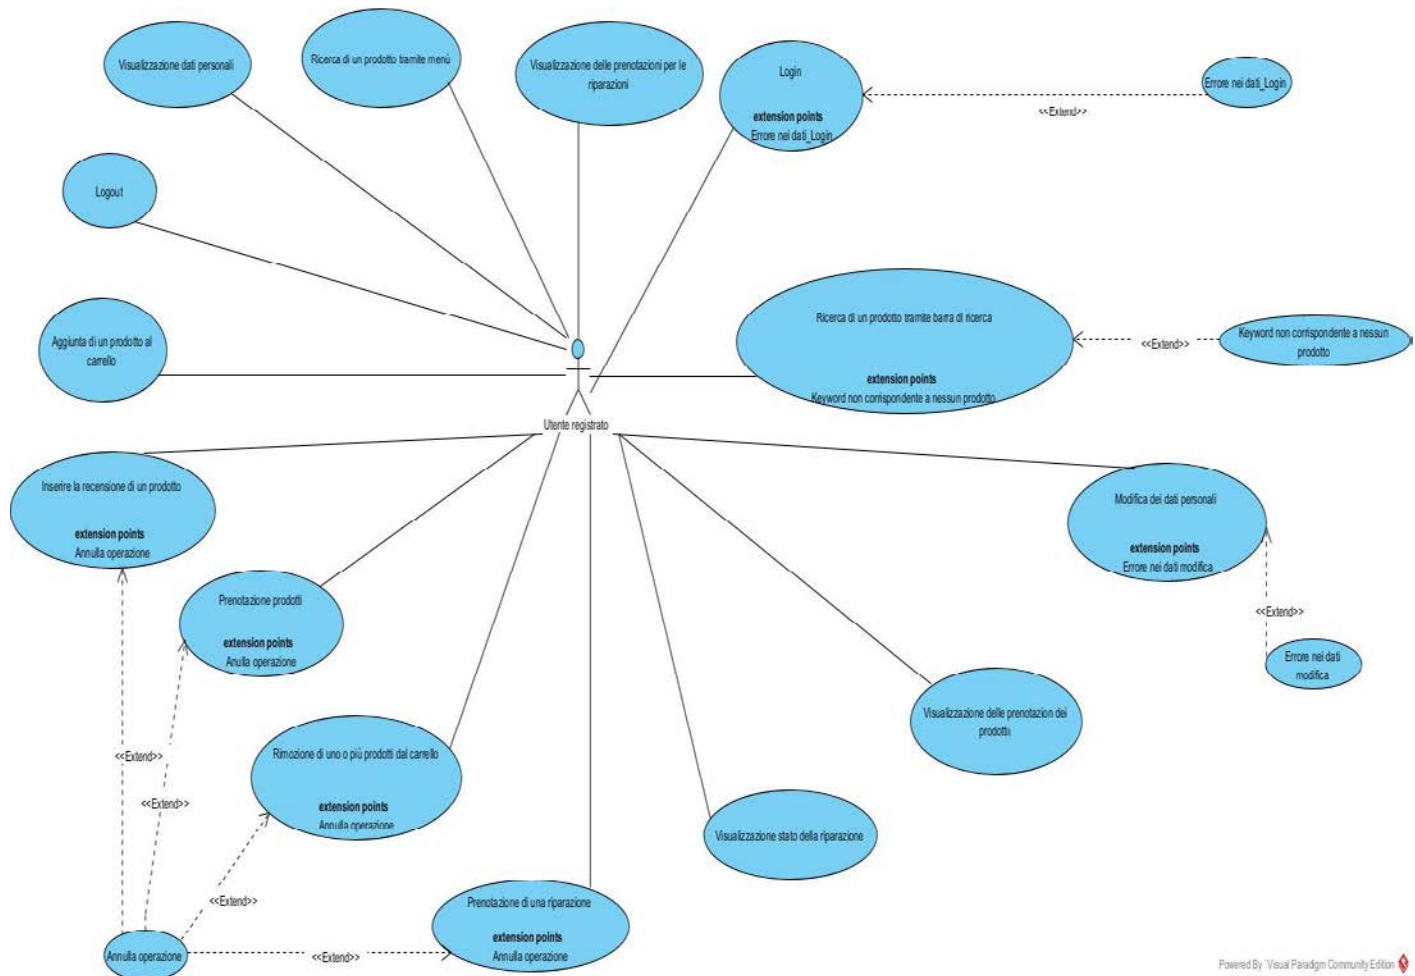 Visualizzazione dati personali
Ricerca di un prodotto tramite menù
Visualizzazione delle prenotazioni per le
riparazioni
Login
extension points
Errore nei dati_Login
<<Extend>>
Errore nei dati_Login
Logout
Aggiunta di un prodotto al
carrello
Ricerca di un prodotto tramite barra di ricerca
extension points
Keyword non corrispondente a nessun prodotto
<<Extend>>
Keyword non corrispondente a nessun
prodotto
Utente registrato
Inserire la recensione di un prodotto
extension points
Annulla operazione
Modifica dei dati personali
extension points
Errore nei dati modifica
<<Extend>>
Errore nei dati
modifica
Prenotazione prodotti
extension points
Anulla operazione
Visualizzazione delle prenotazion dei
prodotti
Rimozione di uno o più prodotti dal carrello
extension points
Annulla operazione
<<Extend>>
<<Extend>>
Visualizzazione stato della riparazione
<<Extend>>
Prenotazione di una riparazione
extension points
Annulla operazione
<<Extend>>
Annulla operazione
Powered By Visual Paradigm Community Edition